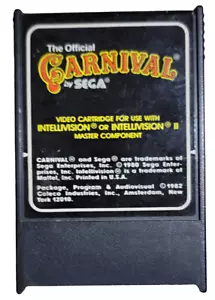 The Official
CARNIVAL
by SEGA®
VIDEO CARTRIDGE FOR USE WITH
INTELLIVISION® OR INTELLIVISION® II
MASTER COMPONENT
CARNIVAL® and Sega® are trademarks of
Sega Enterprises, Inc. ©1980 Sega Enter-
prises, Inc. Intellivision® is a trademark of
Mattel, Inc. Printed in U.S.A.
Package, Program & Audiovisual ©1982
Coleco Industries, Inc., Amsterdam, New
York 12010.